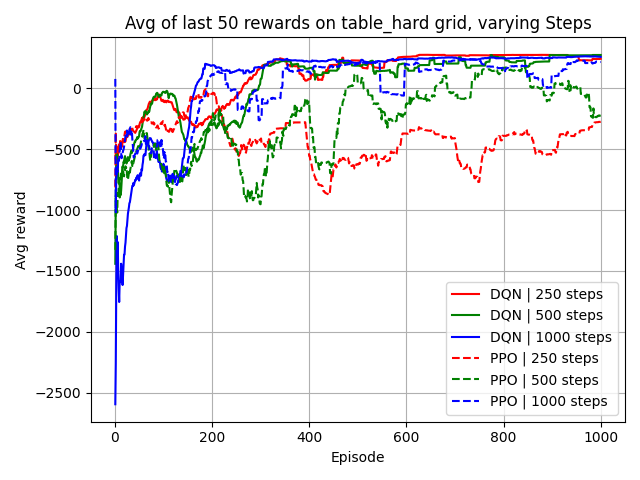 Avg of last 50 rewards on table_hard grid, varying Steps
Avg reward
0
−500
−1000
−1500
−2000
−2500
0
200
400
600
800
1000
Episode
DQN | 250 steps
DQN | 500 steps
DQN | 1000 steps
PPO | 250 steps
PPO | 500 steps
PPO | 1000 steps